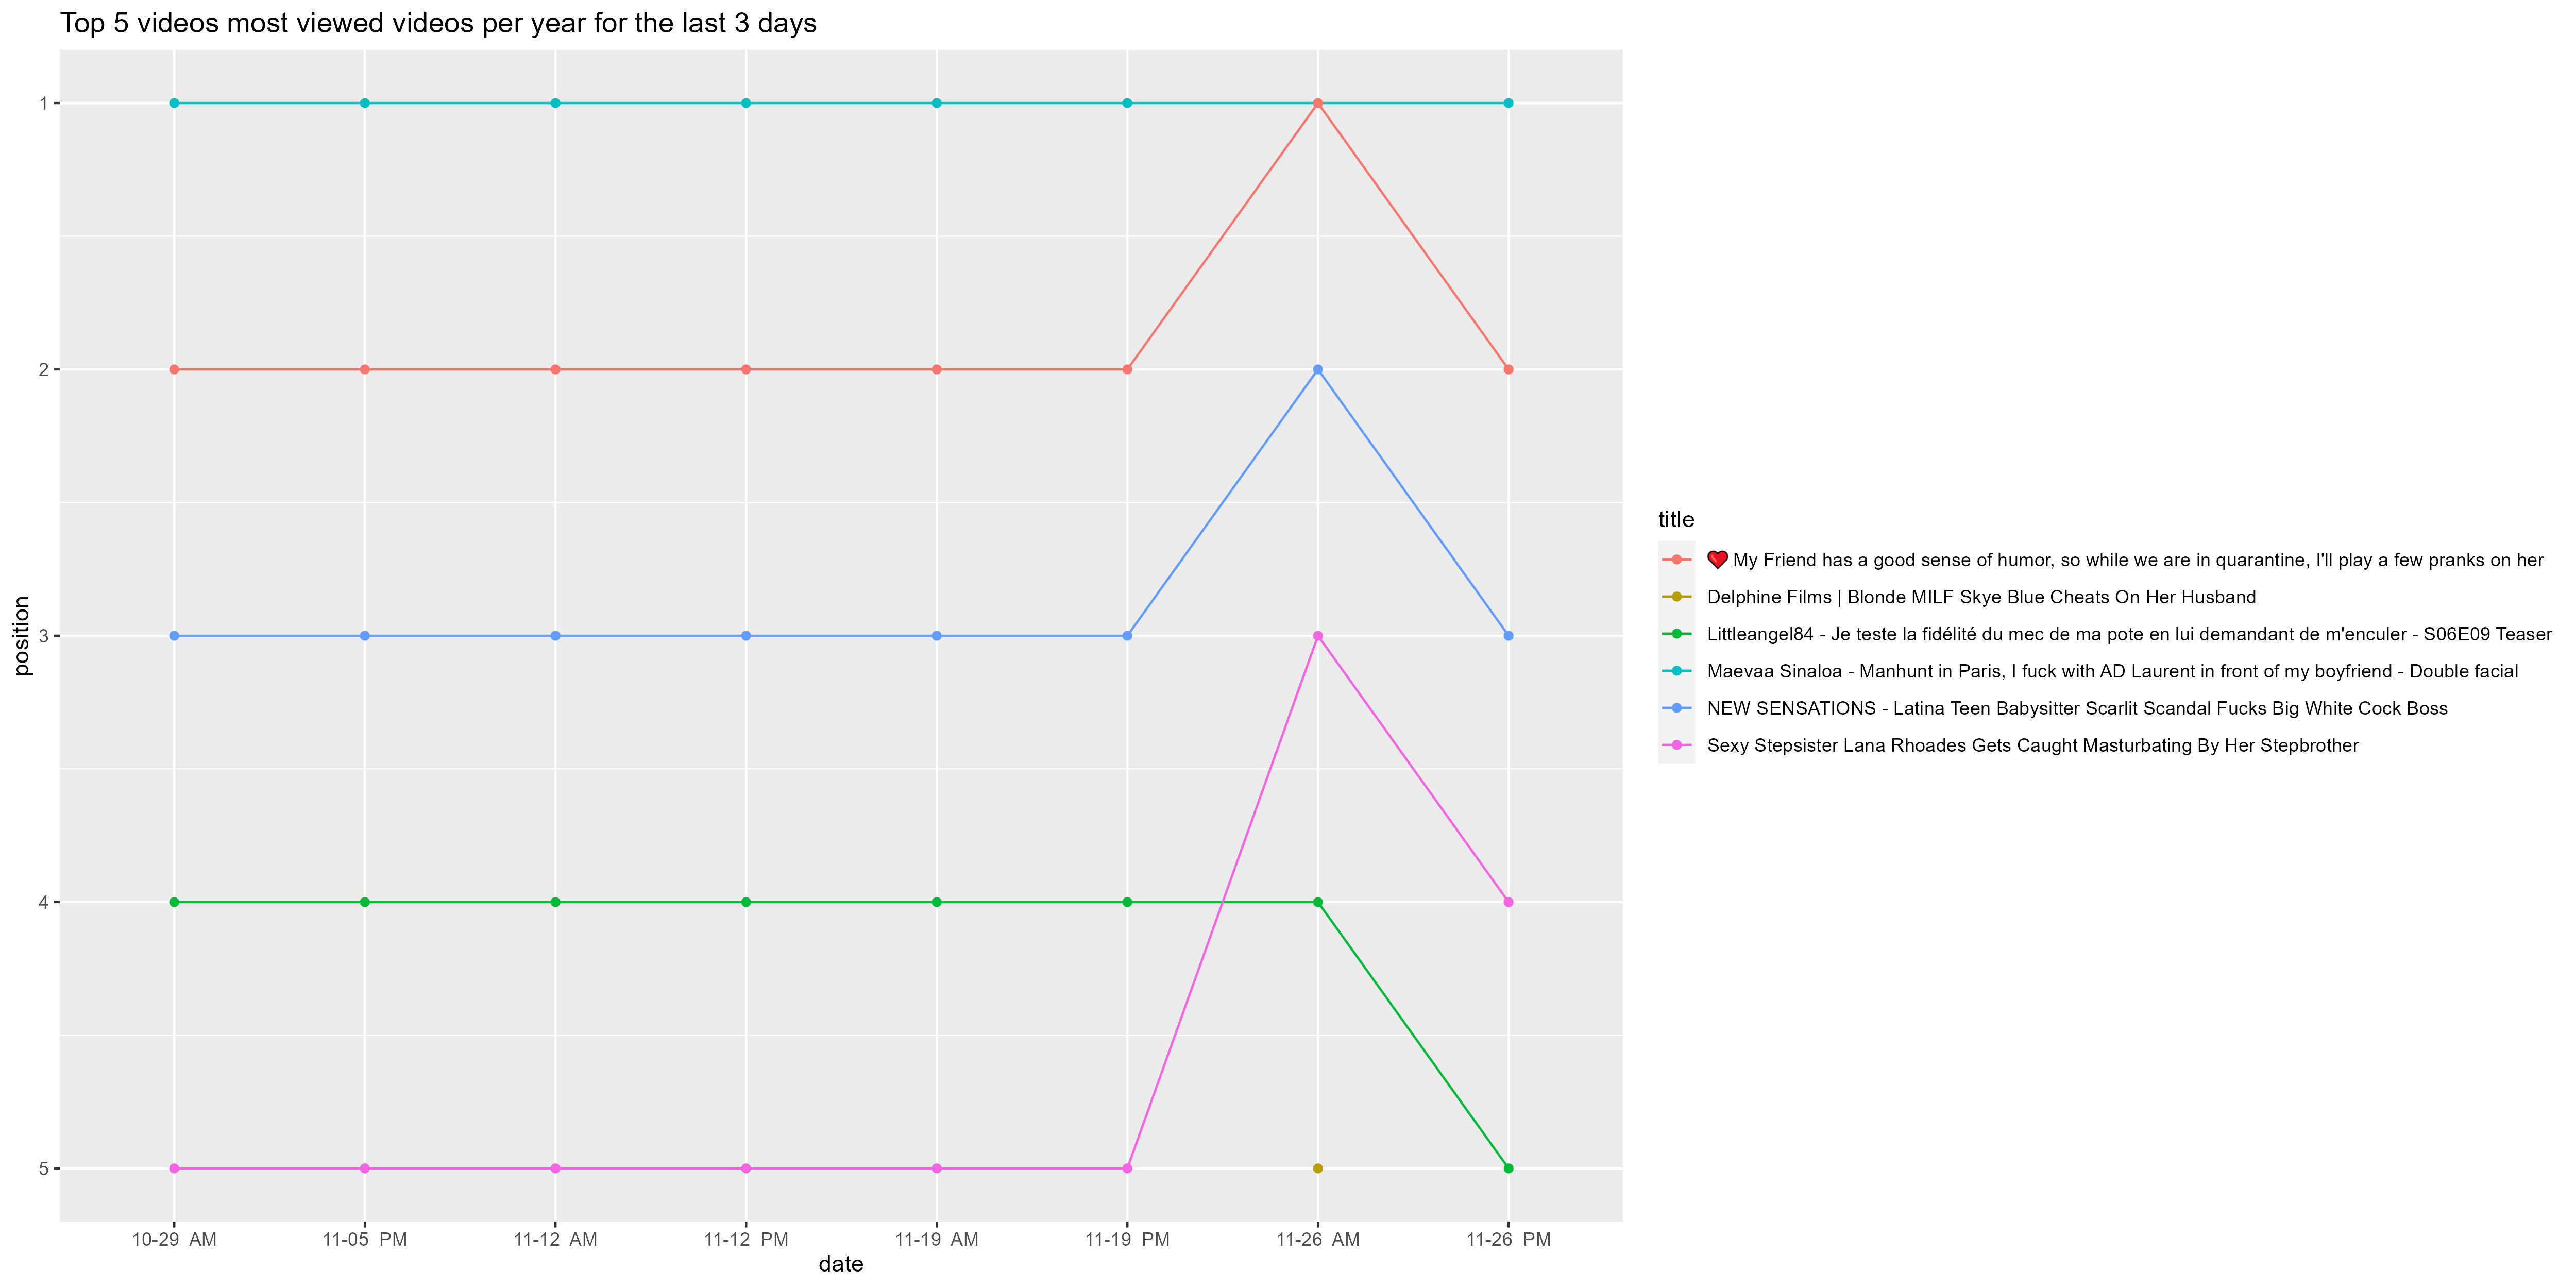 Top 5 videos most viewed videos per year for the last 3 days
position
1
2
3
4
5
10-29 AM
11-05 PM
11-12 AM
11-12 PM
11-19 AM
11-19 PM
11-26 AM
11-26 PM
date
title
❤️ My Friend has a good sense of humor, so while we are in quarantine, I'll play a few pranks on her
Delphine Films | Blonde MILF Skye Blue Cheats On Her Husband
Littleangel84 - Je teste la fidélité du mec de ma pote en lui demandant de m'enculer - S06E09 Teaser
Maevaa Sinaloa - Manhunt in Paris, I fuck with AD Laurent in front of my boyfriend - Double facial
NEW SENSATIONS - Latina Teen Babysitter Scarlit Scandal Fucks Big White Cock Boss
Sexy Stepsister Lana Rhoades Gets Caught Masturbating By Her Stepbrother